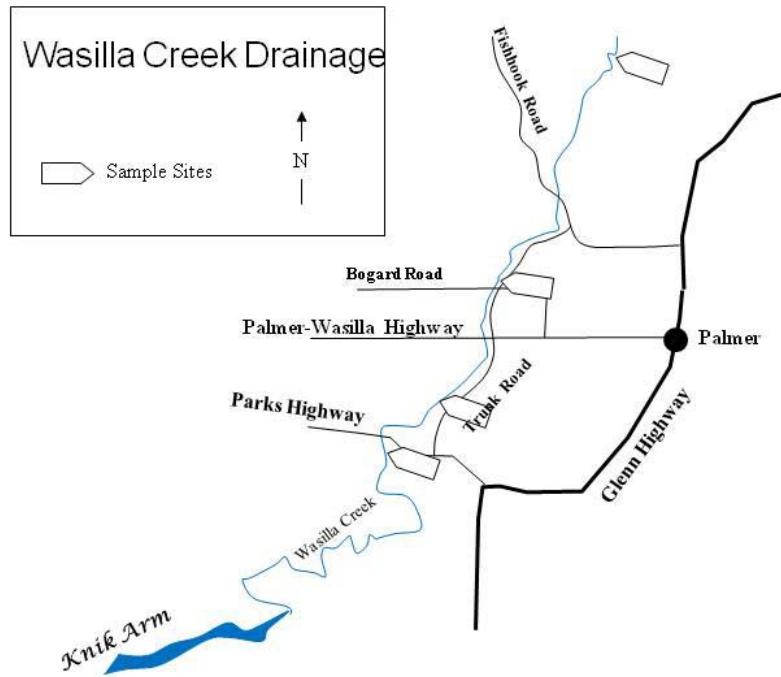 Wasilla Creek Drainage
N
Sample Sites
Fishhook Road
Bogard Road
Palmer-Wasilla Highway
Palmer
Parks Highway
Trunk Road
Glenn Highway
Wasilla Creek
Knik Arm